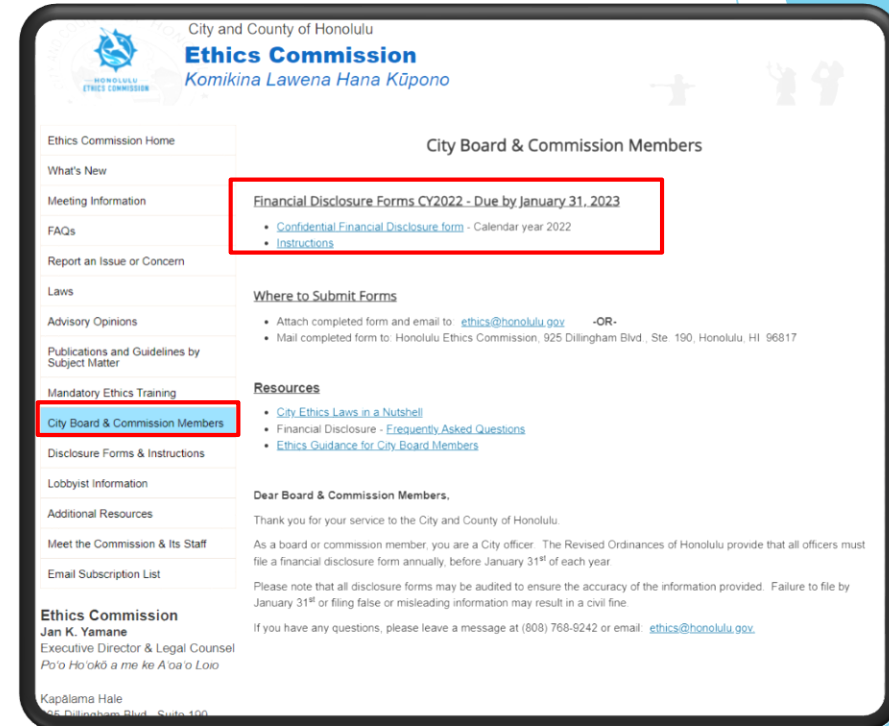 City and County of Honolulu
Ethics Commission
Komikina Lawena Hana Kūpono
HONOLULU
ETHICS COMMISSION
Ethics Commission Home
What's New
Meeting Information
FAQs
Report an Issue or Concern
Laws
Advisory Opinions
Publications and Guidelines by
Subject Matter
Mandatory Ethics Training
City Board & Commission Members
Disclosure Forms & Instructions
Lobbyist Information
Additional Resources
Meet the Commission & Its Staff
Email Subscription List
Ethics Commission
Jan K. Yamane
Executive Director & Legal Counsel
Po'o Ho'okō a me ke A'oa'o Loio
Kapālama Hale
925 Dillingham Blvd., Suite 190
City Board & Commission Members
Financial Disclosure Forms CY2022 - Due by January 31, 2023
• Confidential Financial Disclosure form - Calendar year 2022
• Instructions
Where to Submit Forms
• Attach completed form and email to: ethics@honolulu.gov -OR-
• Mail completed form to: Honolulu Ethics Commission, 925 Dillingham Blvd., Ste. 190, Honolulu, HI 96817
Resources
• City Ethics Laws in a Nutshell
• Financial Disclosure - Frequently Asked Questions
• Ethics Guidance for City Board Members
Dear Board & Commission Members,
Thank you for your service to the City and County of Honolulu.
As a board or commission member, you are a City officer. The Revised Ordinances of Honolulu provide that all officers must
file a financial disclosure form annually, before January 31st of each year.
Please note that all disclosure forms may be audited to ensure the accuracy of the information provided. Failure to file by
January 31st or filing false or misleading information may result in a civil fine.
If you have any questions, please leave a message at (808) 768-9242 or email: ethics@honolulu.gov.